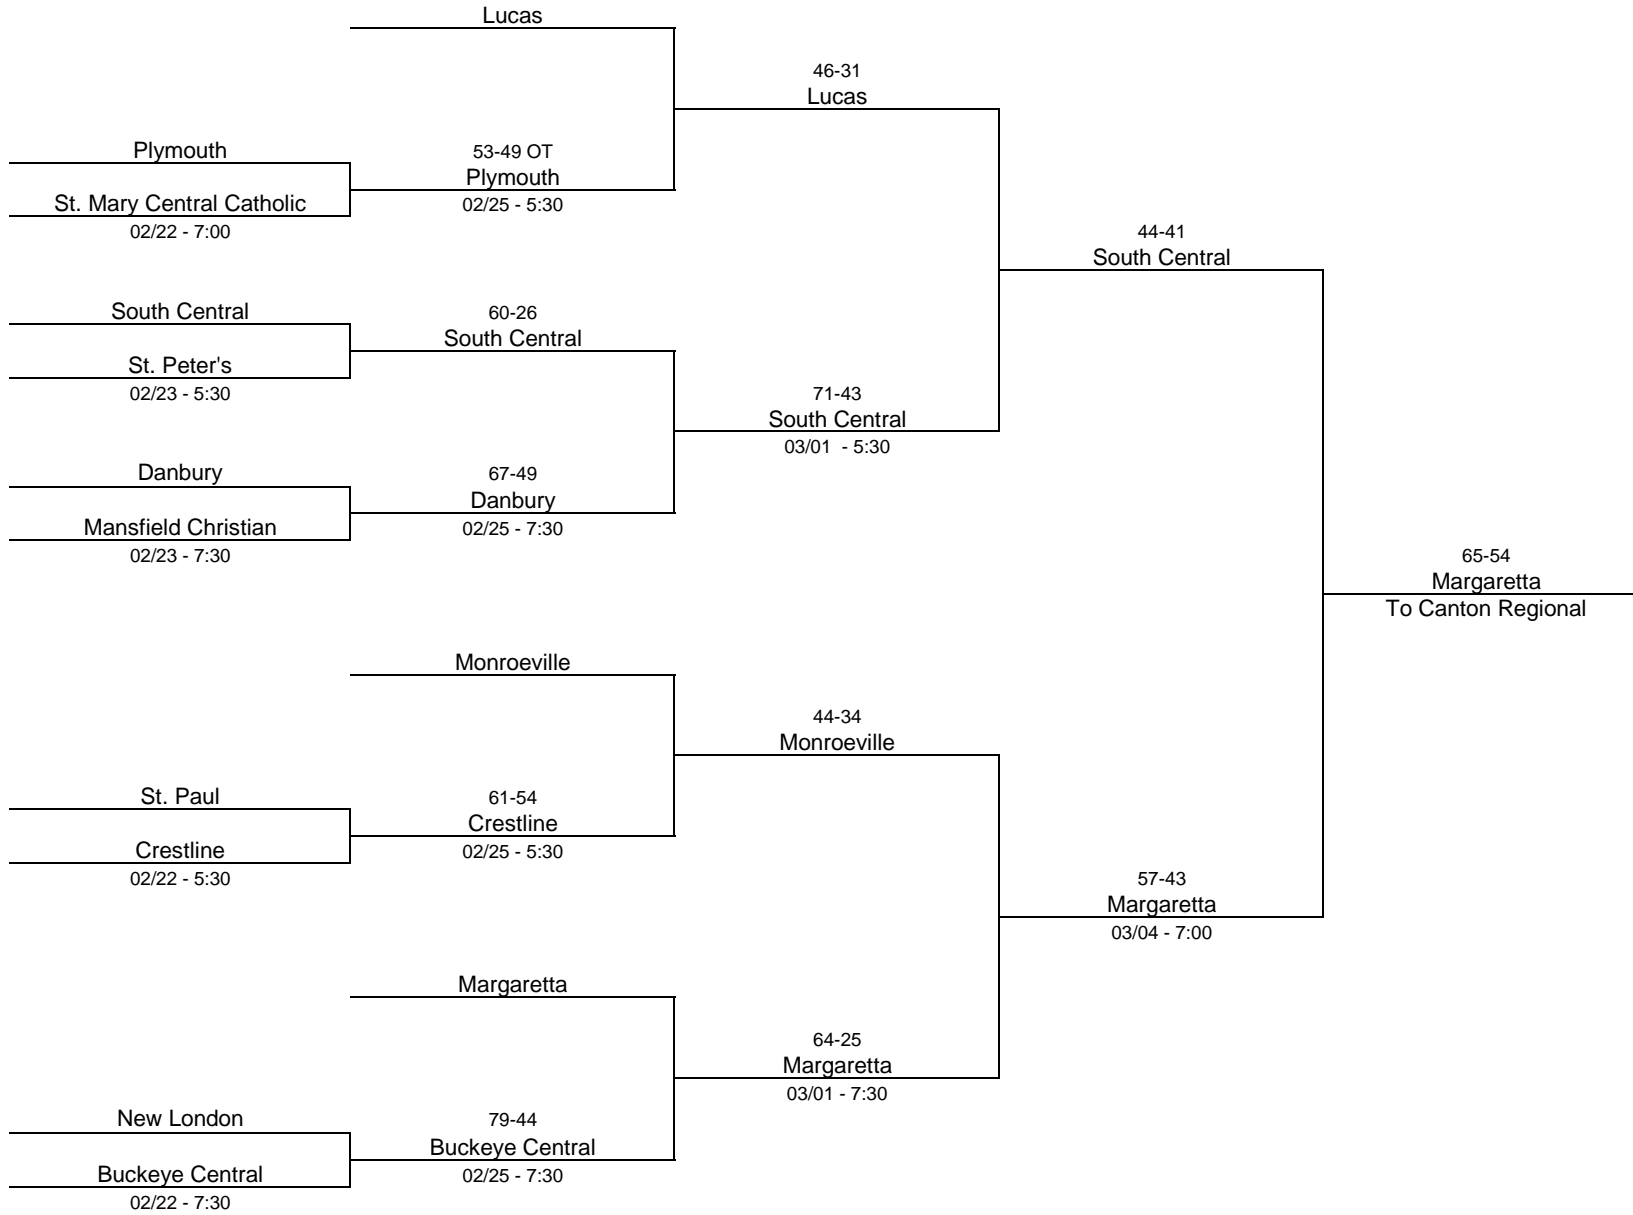 Lucas
46-31
Lucas
Plymouth
53-49 OT
Plymouth
St. Mary Central Catholic
02/25 - 5:30
02/22 - 7:00
44-41
South Central
South Central
60-26
South Central
St. Peter's
02/23 - 5:30
71-43
South Central
03/01  - 5:30
Danbury
67-49
Danbury
Mansfield Christian
02/25 - 7:30
02/23 - 7:30
65-54
Margaretta
To Canton Regional
Monroeville
44-34
Monroeville
St. Paul
61-54
Crestline
Crestline
02/25 - 5:30
02/22 - 5:30
57-43
Margaretta
03/04 - 7:00
Margaretta
64-25
Margaretta
03/01 - 7:30
New London
79-44
Buckeye Central
Buckeye Central
02/25 - 7:30
02/22 - 7:30